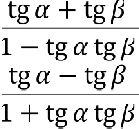 tg α + tg β
1 − tg α tg β
tg α − tg β
1 + tg α tg β